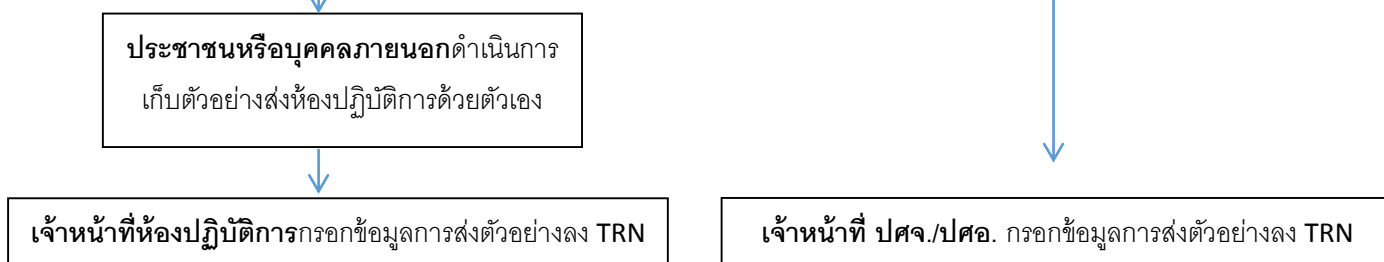 ประชาชนหรือบุคคลภายนอกดำเนินการ
เก็บตัวอย่างส่งห้องปฏิบัติการด้วยตัวเอง
เจ้าหน้าที่ห้องปฏิบัติการกรอกข้อมูลการส่งตัวอย่างลง TRN
เจ้าหน้าที่ ปศจ./ปศอ. กรอกข้อมูลการส่งตัวอย่างลง TRN